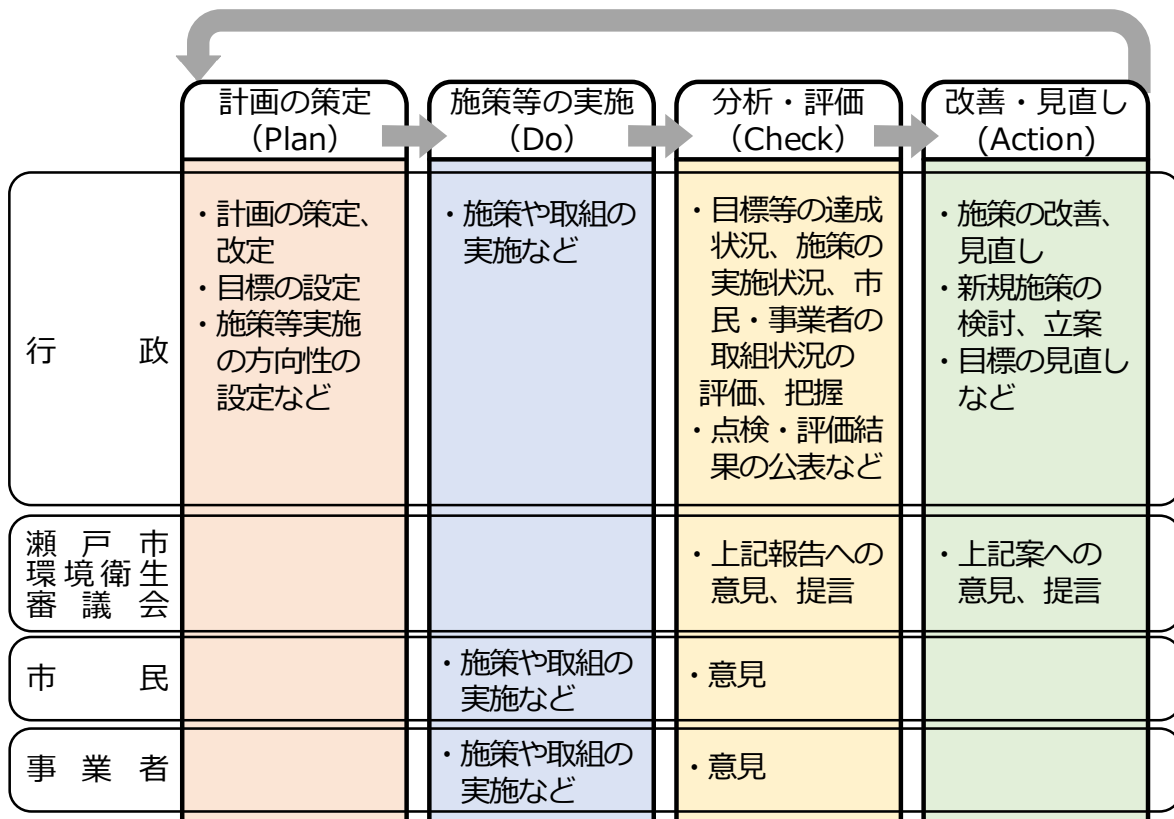 計画の策定
（Plan）
施策等の実施
（Do）
分析・評価
（Check）
改善・見直し
(Action)
行政
・計画の策定、
改定
・目標の設定
・施策等実施
の方向性の
設定など
・施策や取組の
実施など
・目標等の達成
状況、施策の
実施状況、市
民・事業者の
取組状況の
評価、把握
・点検・評価結
果の公表など
・施策の改善、
見直し
・新規施策の
検討、立案
・目標の見直し
など
瀬戸市
環境衛生
審議会
・上記報告への
意見、提言
・上記案への
意見、提言
市民
・施策や取組の
実施など
・意見
事業者
・施策や取組の
実施など
・意見